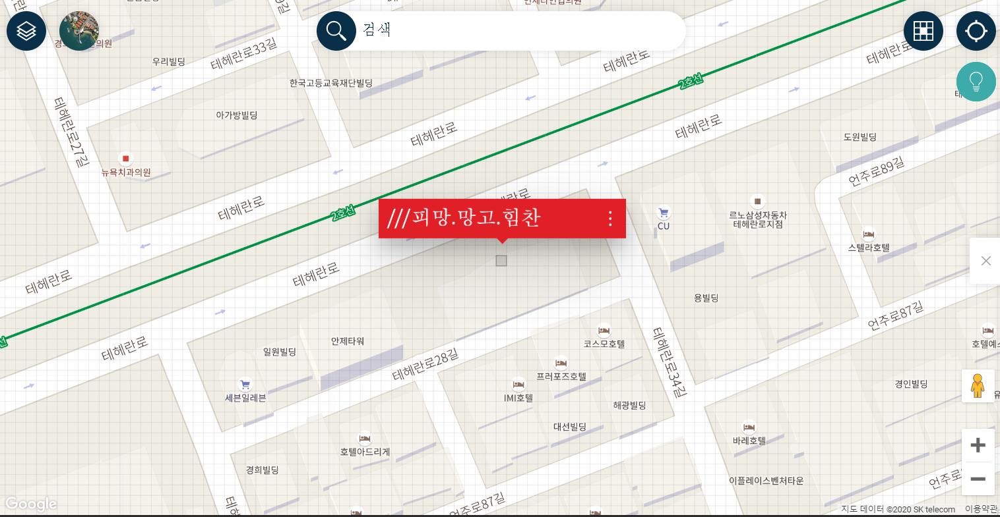 검색
우리빌딩
테헤란로33길
한국고등교육재단빌딩
아가방빌딩
테헤란로27길
뉴욕치과의원
테헤란로
테헤란로
2호선
테헤란로
테헤란로
도원빌딩
언주로89길
테헤란로
2호선
///피망.망고.힘찬
CU
르노삼성자동차
테헤란로지점
스텔라호텔
테헤란로
테헤란로
용빌딩
언주로87길
테헤란로
일원빌딩
안제타워
테헤란로28길
코스모호텔
테헤란로34길
프러포즈호텔
세븐일레븐
IMI호텔
해광빌딩
경인빌딩
대선빌딩
바레호텔
호텔아드리게
경희빌딩
이플레이스벤처타운
언주로87길
Google
지도 데이터 ©2020 SK telecom
이용약관